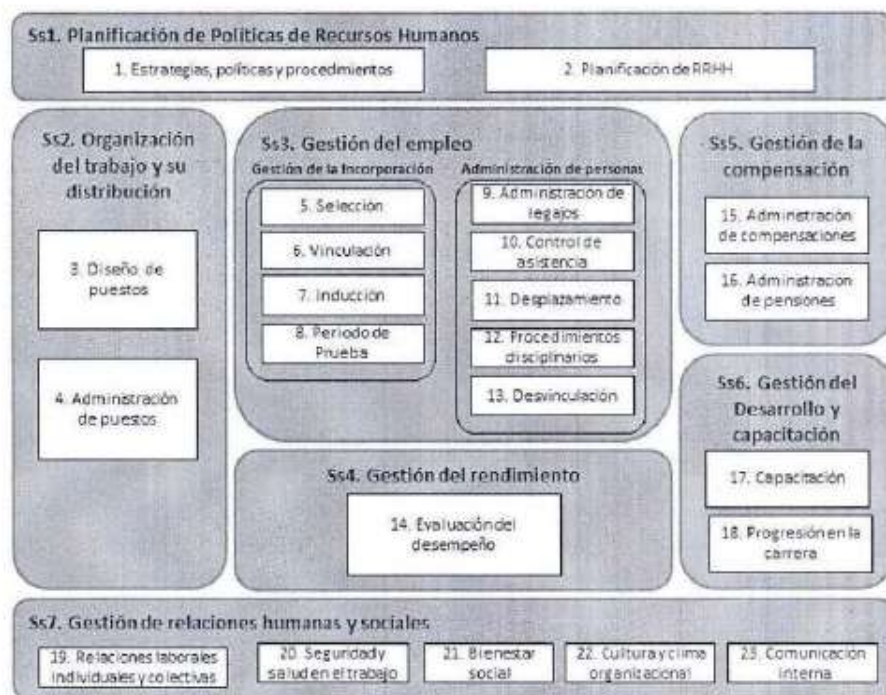 Ss1. Planificación de Políticas de Recursos Humanos
1. Estrategias, políticas y procedimientos
2. Planificación de RRHH
Ss2. Organización
del trabajo y su
distribución
3. Diseño de
puestos
4. Administración
de puestos
Ss3. Gestión del empleo
Gestión de la Incorporación
5. Selección
6. Vinculación
7. Inducción
8. Período de
Prueba
Administración de personas
9. Administración de
legajos
10. Control de
asistencia
11. Desplazamiento
12. Procedimientos
disciplinarios
13. Desvinculación
Ss4. Gestión del rendimiento
14. Evaluación del
desempeño
Ss5. Gestión de la
compensación
15. Administración
de compensaciones
16. Administración
de pensiones
Ss6. Gestión del
Desarrollo y
capacitación
17. Capacitación
18. Progresión en la
carrera
Ss7. Gestión de relaciones humanas y sociales
19. Relaciones laborales
individuales y colectivas
20. Seguridad y
salud en el trabajo
21. Bienestar
social
22. Cultura y clima
organizacional
23. Comunicación
interna